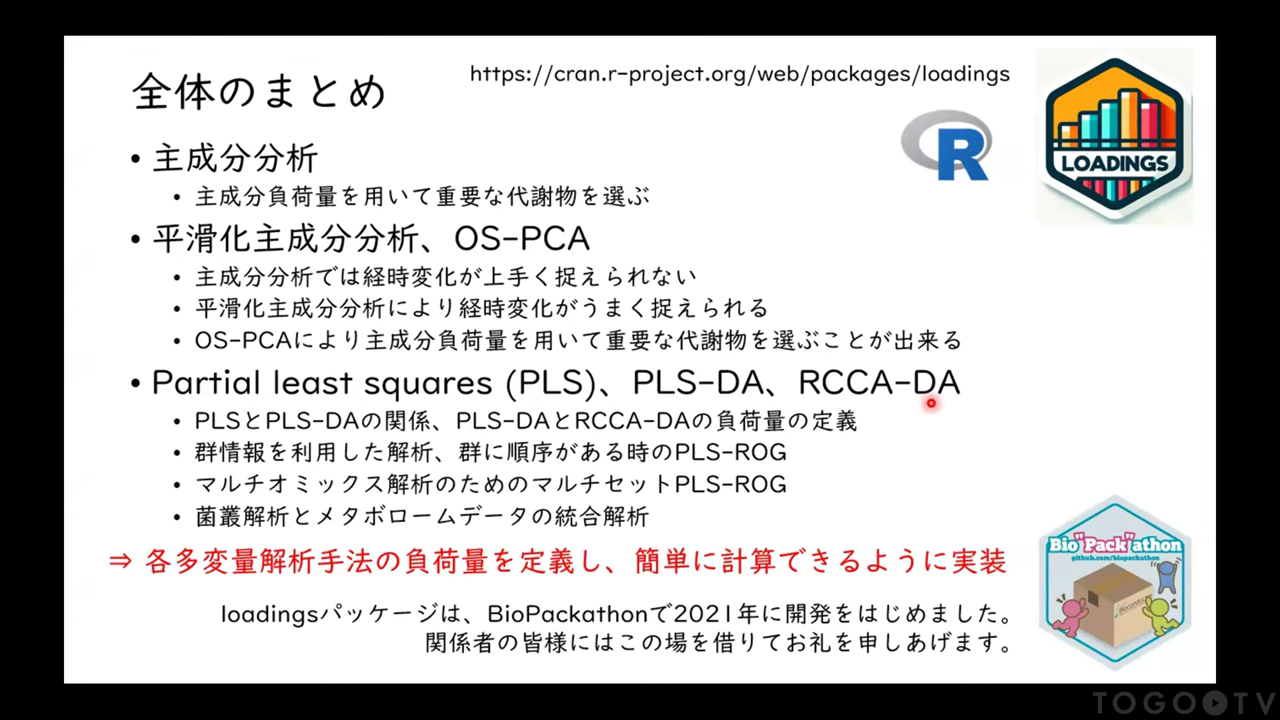 全体のまとめ
https://cran.r-project.org/web/packages/loadings
R
LOADINGS
• 主成分分析
• 主成分負荷量を用いて重要な代謝物を選ぶ
• 平滑化主成分分析、OS-PCA
• 主成分分析では経時変化が上手く捉えられない
• 平滑化主成分分析により経時変化がうまく捉えられる
• OS-PCAにより主成分負荷量を用いて重要な代謝物を選ぶことが出来る
• Partial least squares (PLS)、PLS-DA、RCCA-DA
• PLSとPLS-DAの関係、PLS-DAとRCCA-DAの負荷量の定義
• 群情報を利用した解析、群に順序がある時のPLS-ROG
• マルチオミックス解析のためのマルチセットPLS-ROG
• 菌叢解析とメタボロームデータの統合解析
⇒ 各多変量解析手法の負荷量を定義し、簡単に計算できるように実装
Bio"Pack"athon
github.com/biopackathon
loadingsパッケージは、BioPackathonで2021年に開発をはじめました。
関係者の皆様にはこの場を借りてお礼を申しあげます。
TOGO TV